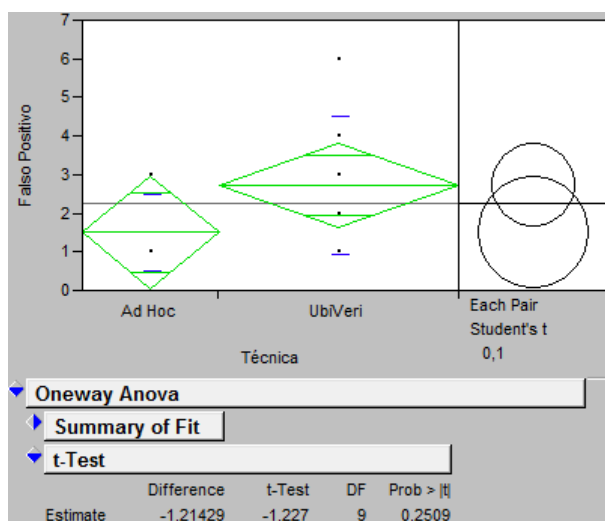 7
6
5
4
3
2
1
0
Falso Positivo
Ad Hoc
UbiVeri
Each Pair
Student's t
0,1
Técnica
Oneway Anova
Summary of Fit
t-Test
Difference t-Test DF Prob > |t|
Estimate -1,21429 -1,227 9 0,2509